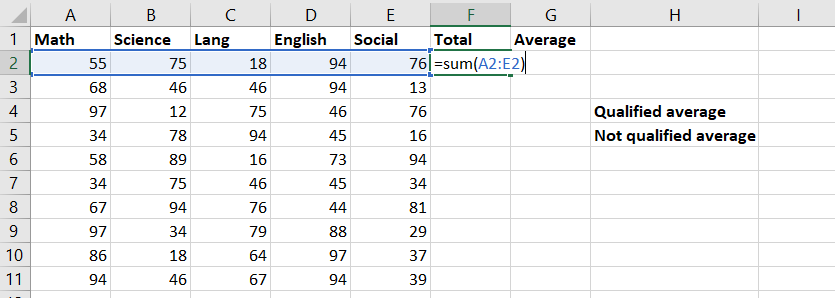 A B C D E F G H I
1 Math Science Lang English Social Total Average
2 55 75 18 94 76 =sum(A2:E2)
3 68 46 46 94 13
4 97 12 75 46 76 Qualified average
5 34 78 94 45 16 Not qualified average
6 58 89 16 73 94
7 34 75 46 45 34
8 67 94 76 44 81
9 97 34 79 88 29
10 86 18 64 97 37
11 94 46 67 94 39